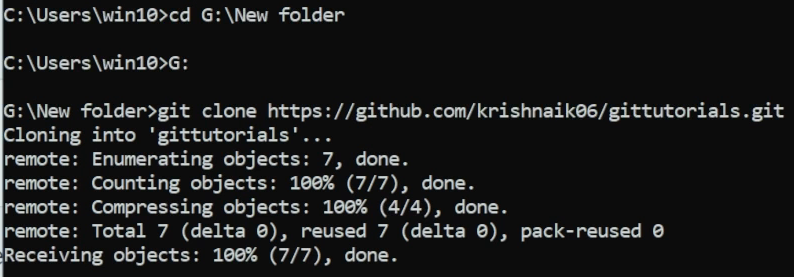 C:\Users\win10>cd G:\New folder
C:\Users\win10>G:
G:\New folder>git clone https://github.com/krishnaik06/gittutorials.git
Cloning into 'gittutorials'...
remote: Enumerating objects: 7, done.
remote: Counting objects: 100% (7/7), done.
remote: Compressing objects: 100% (4/4), done.
remote: Total 7 (delta 0), reused 7 (delta 0), pack-reused 0
Receiving objects: 100% (7/7), done.